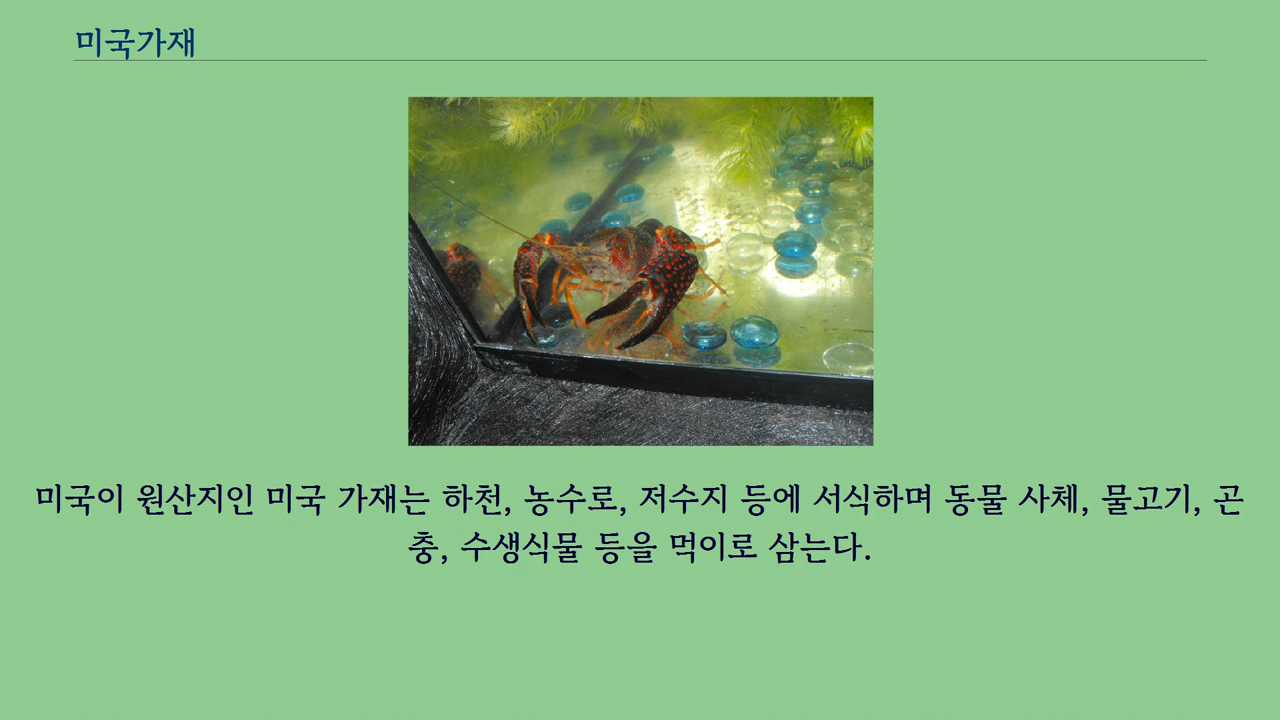 미국가재
미국이 원산지인 미국 가재는 하천, 농수로, 저수지 등에 서식하며 동물 사체, 물고기, 곤
충, 수생식물 등을 먹이로 삼는다.